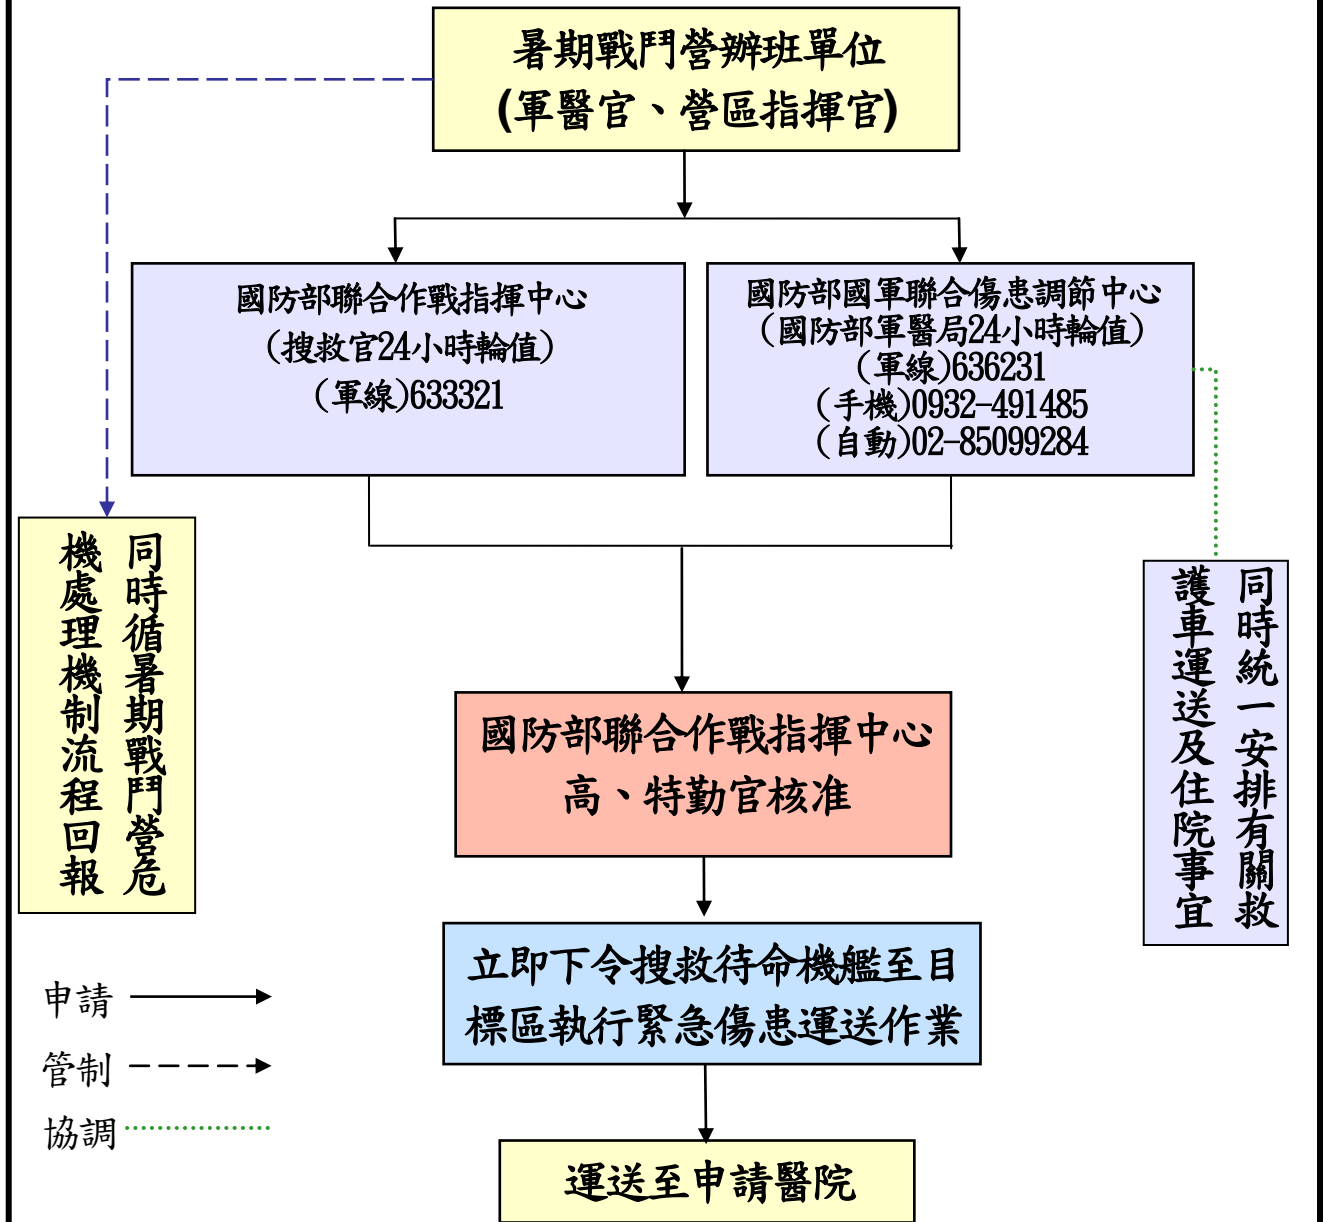 暑期戰鬥營辦班單位
(軍醫官、營區指揮官)
國防部聯合作戰指揮中心
(搜救官24小時輪值)
(軍線)633321
國防部國軍聯合傷患調節中心
(國防部軍醫局24小時輪值)
(軍線)636231
(手機)0932-491485
(自動)02-85099284
同時循暑期戰鬥營危
機處理機制流程回報
同時統一安排有關救
護車運送及住院事宜
國防部聯合作戰指揮中心
高、特勤官核准
立即下令搜救待命機艦至目
標區執行緊急傷患運送作業
運送至申請醫院
申請
管制
協調